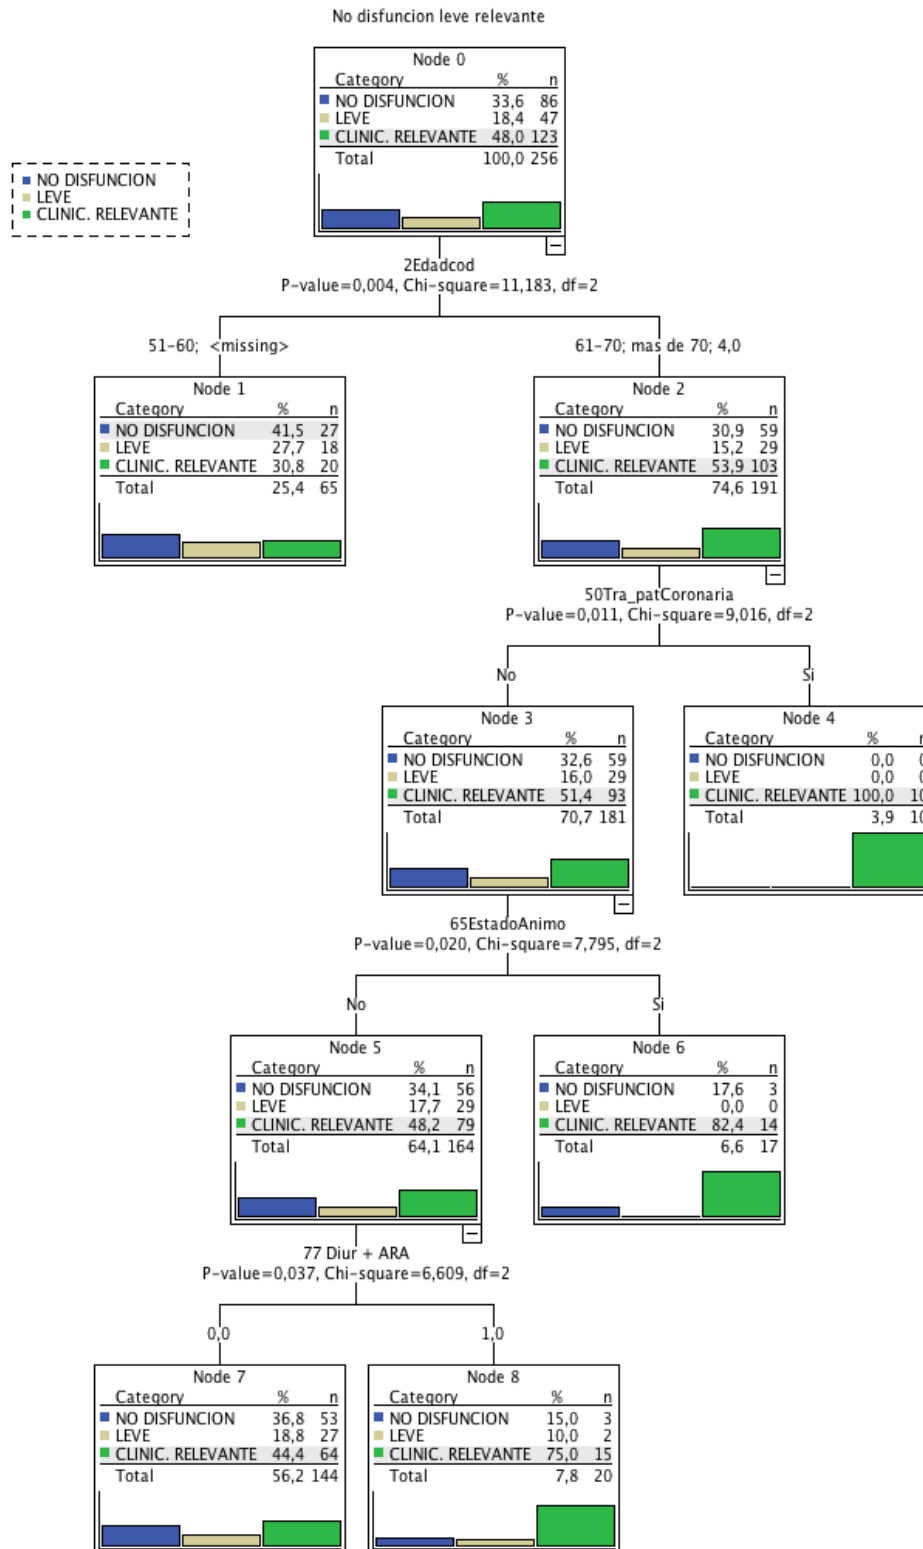 No disfuncion leve relevante
Node 0
Category % n
NO DISFUNCION 33,6 86
LEVE 18,4 47
CLINIC. RELEVANTE 48,0 123
Total 100,0 256
NO DISFUNCION
LEVE
CLINIC. RELEVANTE
2Edadcod
P-value=0,004, Chi-square=11,183, df=2
51-60; <missing>
61-70; mas de 70; 4,0
Node 1
Category % n
NO DISFUNCION 41,5 27
LEVE 27,7 18
CLINIC. RELEVANTE 30,8 20
Total 25,4 65
Node 2
Category % n
NO DISFUNCION 30,9 59
LEVE 15,2 29
CLINIC. RELEVANTE 53,9 103
Total 74,6 191
50Tra_patCoronaria
P-value=0,011, Chi-square=9,016, df=2
No
Si
Node 3
Category % n
NO DISFUNCION 32,6 59
LEVE 16,0 29
CLINIC. RELEVANTE 51,4 93
Total 70,7 181
Node 4
Category % n
NO DISFUNCION 0,0 0
LEVE 0,0 0
CLINIC. RELEVANTE 100,0 10
Total 3,9 10
65EstadoAnimo
P-value=0,020, Chi-square=7,795, df=2
No
Si
Node 5
Category % n
NO DISFUNCION 34,1 56
LEVE 17,7 29
CLINIC. RELEVANTE 48,2 79
Total 64,1 164
Node 6
Category % n
NO DISFUNCION 17,6 3
LEVE 0,0 0
CLINIC. RELEVANTE 82,4 14
Total 6,6 17
77 Diur + ARA
P-value=0,037, Chi-square=6,609, df=2
0,0
1,0
Node 7
Category % n
NO DISFUNCION 36,8 53
LEVE 18,8 27
CLINIC. RELEVANTE 44,4 64
Total 56,2 144
Node 8
Category % n
NO DISFUNCION 15,0 3
LEVE 10,0 2
CLINIC. RELEVANTE 75,0 15
Total 7,8 20